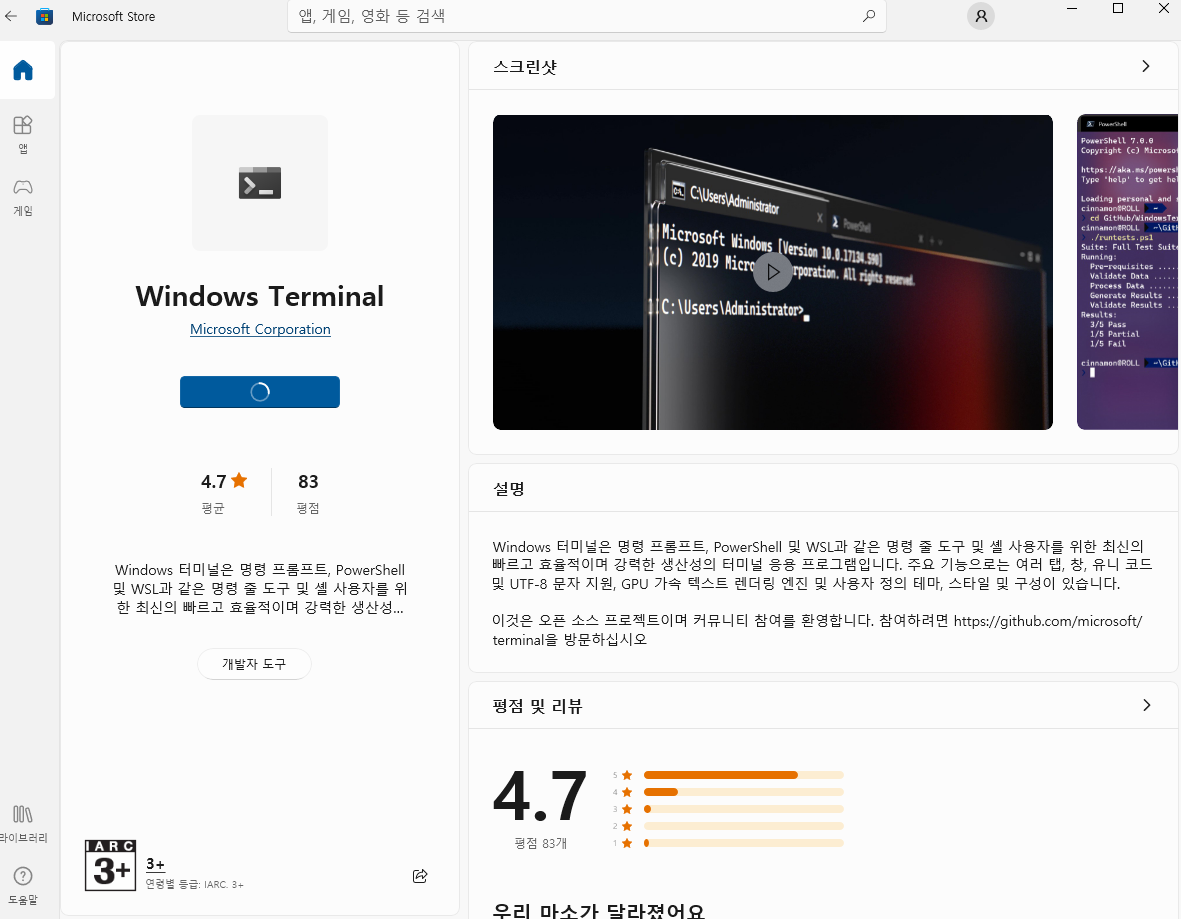 Microsoft Store
앱, 게임, 영화 등 검색
앱
게임
라이브러리
도움말
Windows Terminal
Microsoft Corporation
4.7
평균
83
평점
Windows 터미널은 명령 프롬프트, PowerShell
및 WSL과 같은 명령 줄 도구 및 셸 사용자를 위
한 최신의 빠르고 효율적이며 강력한 생산성...
개발자 도구
IARC
3+
3+
연령별 등급: IARC. 3+
스크린샷
C:\Users\Administrator
PowerShell
Microsoft Windows [Version 10.0.17134.590]
(c) 2019 Micro rporation. All rights reserved.
C:\Users\Administrator>
PowerShell
PowerShell 7.0.0
Copyright (c) Microsof
https://aka.ms/powersh
Type 'help' to get hel
Loading personal and
cinnamon@ROLL ~
cd GitHub/WindowsTer
cinnamon@ROLL ~\Gith
./runtests.ps1
Suite: Full Test Suite
Running:
Pre-requisites .....
Validate Data ......
Process Data .......
Generate Results ...
Validate Results ...
Results:
3/5 Pass
1/5 Partial
1/5 Fail
cinnamon@ROLL ~\Gith
설명
Windows 터미널은 명령 프롬프트, PowerShell 및 WSL과 같은 명령 줄 도구 및 셸 사용자를 위한 최신의
빠르고 효율적이며 강력한 생산성의 터미널 응용 프로그램입니다. 주요 기능으로는 여러 탭, 창, 유니 코드
및 UTF-8 문자 지원, GPU 가속 텍스트 렌더링 엔진 및 사용자 정의 테마, 스타일 및 구성이 있습니다.
이것은 오픈 소스 프로젝트이며 커뮤니티 참여를 환영합니다. 참여하려면 https://github.com/microsoft/
terminal을 방문하십시오
평점 및 리뷰
4.7
평점 83개
5
4
3
2
1
우리 마소가 달라졌어요